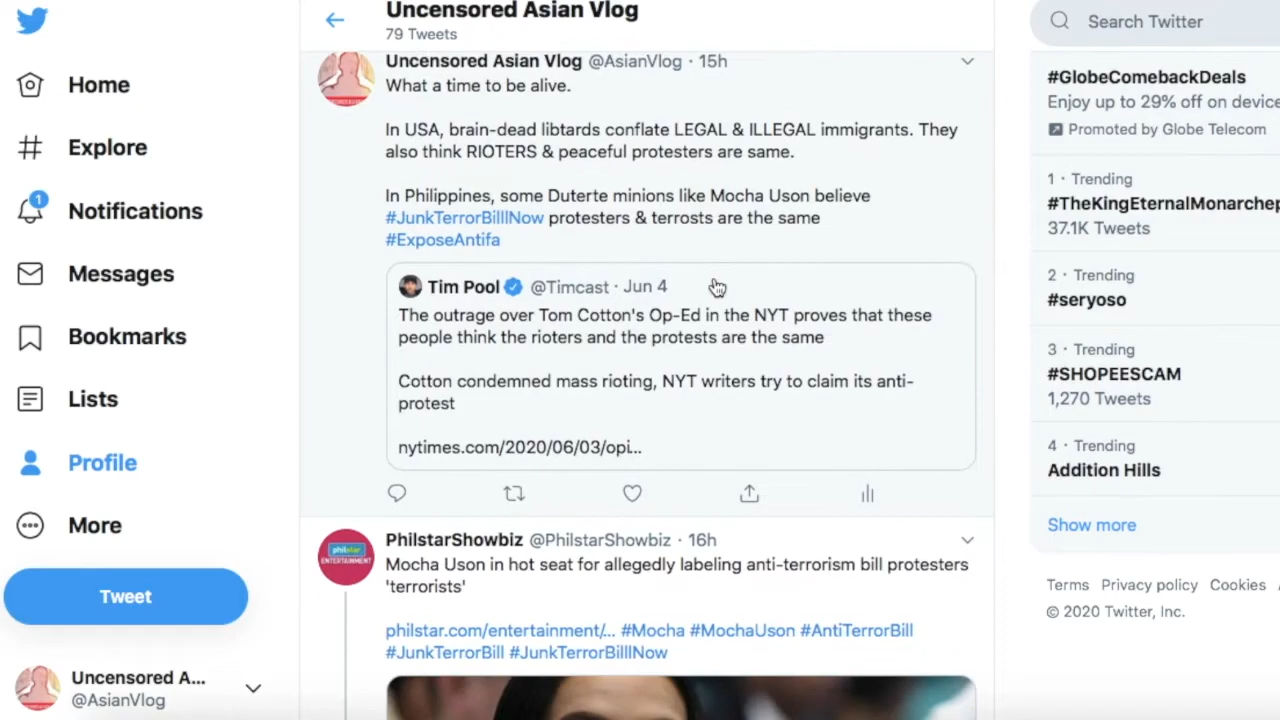 Uncensored Asian Vlog
79 Tweets
Home
Explore
1
Notifications
Messages
Bookmarks
Lists
Profile
More
Tweet
Uncensored A...
@AsianVlog
Uncensored Asian Vlog @AsianVlog · 15h
What a time to be alive.
In USA, brain-dead libtards conflate LEGAL & ILLEGAL immigrants. They
also think RIOTERS & peaceful protesters are same.
In Philippines, some Duterte minions like Mocha Uson believe
#JunkTerrorBilllNow protesters & terrosts are the same
#ExposeAntifa
Tim Pool @Timcast · Jun 4
The outrage over Tom Cotton's Op-Ed in the NYT proves that these
people think the rioters and the protests are the same
Cotton condemned mass rioting, NYT writers try to claim its anti-
protest
nytimes.com/2020/06/03/opi...
PhilstarShowbiz @PhilstarShowbiz · 16h
philstar
ENTERTAINMENT
Mocha Uson in hot seat for allegedly labeling anti-terrorism bill protesters
'terrorists'
philstar.com/entertainment/... #Mocha #MochaUson #AntiTerrorBill
#JunkTerrorBill #JunkTerrorBilllNow
Search Twitter
#GlobeComebackDeals
Enjoy up to 29% off on device
Promoted by Globe Telecom
1 · Trending
#TheKingEternalMonarchep
37.1K Tweets
2 · Trending
#seryoso
3 · Trending
#SHOPEESCAM
1,270 Tweets
4 · Trending
Addition Hills
Show more
Terms Privacy policy Cookies
© 2020 Twitter, Inc.